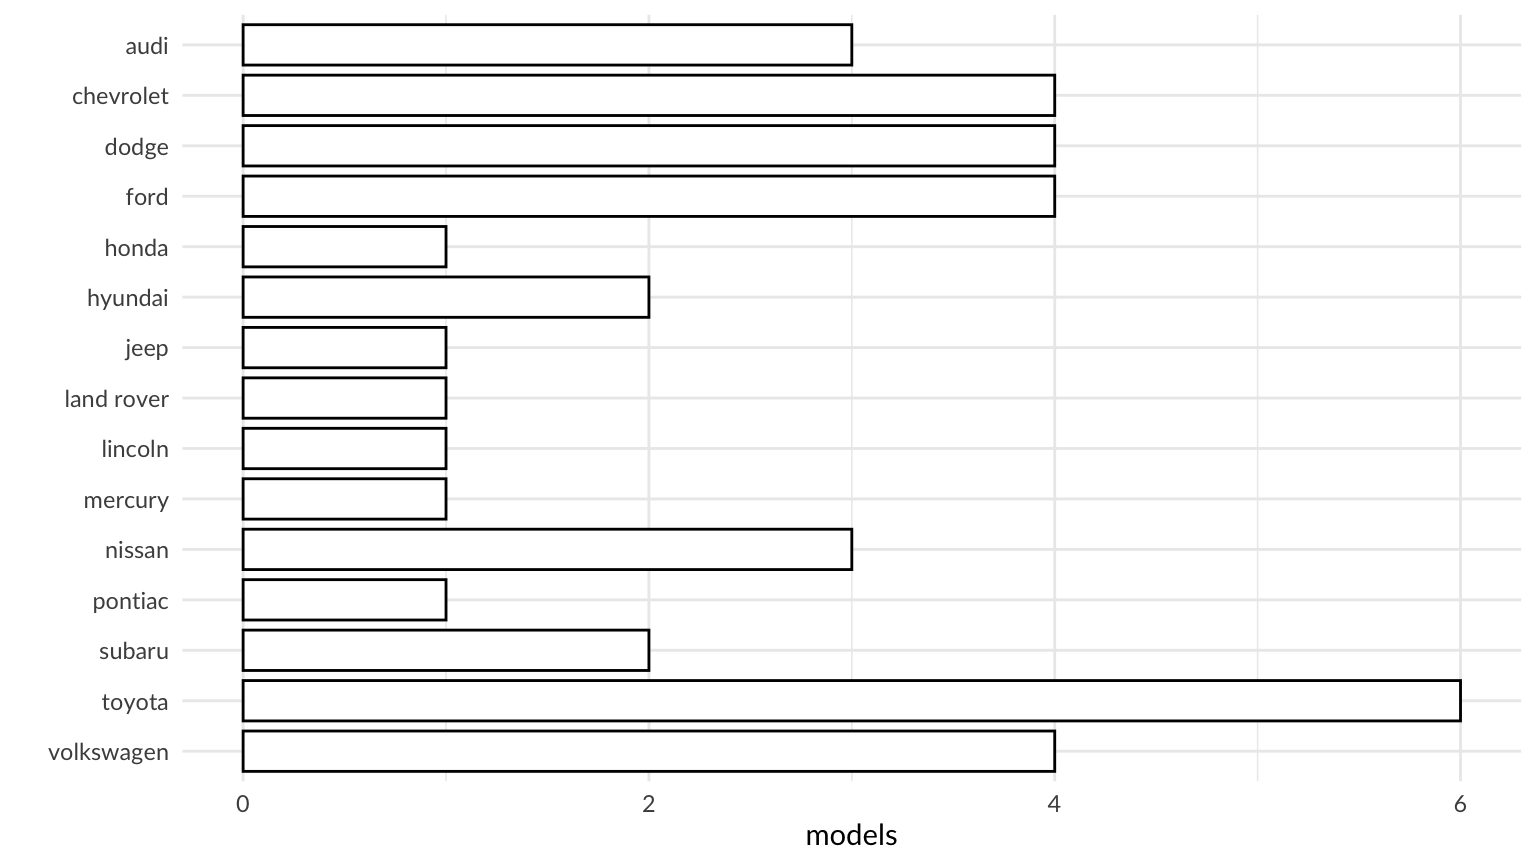 audi
chevrolet
dodge
ford
honda
hyundai
jeep
land rover
lincoln
mercury
nissan
pontiac
subaru
toyota
volkswagen
0 2 4 6
models